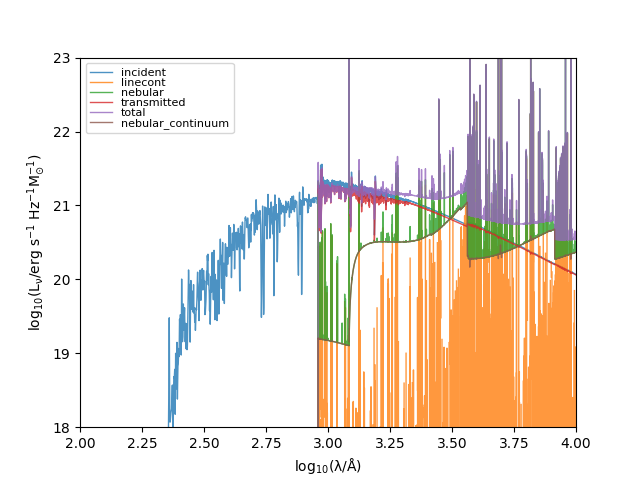 23
22
21
20
19
18
log₁₀(Lᵥ/erg s⁻¹ Hz⁻¹M⊙⁻¹)
incident
linecont
nebular
transmitted
total
nebular_continuum
2.00 2.25 2.50 2.75 3.00 3.25 3.50 3.75 4.00
log₁₀(λ/Å)